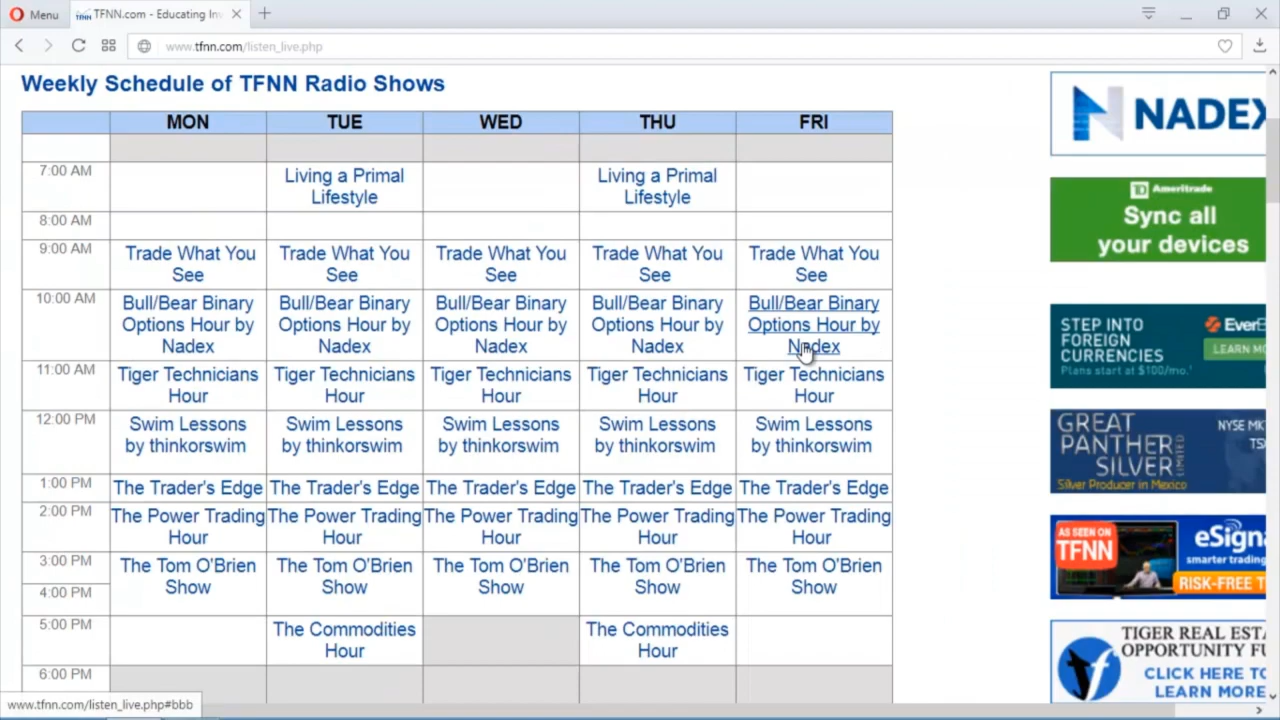 Menu
TFNN.com - Educating In
www.tfnn.com/listen_live.php
Weekly Schedule of TFNN Radio Shows
MON TUE WED THU FRI
7:00 AM
Living a Primal
Lifestyle
Living a Primal
Lifestyle
8:00 AM
9:00 AM
Trade What You
See
Trade What You
See
Trade What You
See
Trade What You
See
Trade What You
See
10:00 AM
Bull/Bear Binary
Options Hour by
Nadex
Bull/Bear Binary
Options Hour by
Nadex
Bull/Bear Binary
Options Hour by
Nadex
Bull/Bear Binary
Options Hour by
Nadex
Bull/Bear Binary
Options Hour by
Nadex
11:00 AM
Tiger Technicians
Hour
Tiger Technicians
Hour
Tiger Technicians
Hour
Tiger Technicians
Hour
Tiger Technicians
Hour
12:00 PM
Swim Lessons
by thinkorswim
Swim Lessons
by thinkorswim
Swim Lessons
by thinkorswim
Swim Lessons
by thinkorswim
Swim Lessons
by thinkorswim
1:00 PM
The Trader's Edge
The Trader's Edge
The Trader's Edge
The Trader's Edge
The Trader's Edge
2:00 PM
The Power Trading
Hour
The Power Trading
Hour
The Power Trading
Hour
The Power Trading
Hour
The Power Trading
Hour
3:00 PM
4:00 PM
The Tom O'Brien
Show
The Tom O'Brien
Show
The Tom O'Brien
Show
The Tom O'Brien
Show
The Tom O'Brien
Show
5:00 PM
The Commodities
Hour
The Commodities
Hour
6:00 PM
NADEX
Ameritrade
Sync all
your devices
STEP INTO
FOREIGN
CURRENCIES
Plans start at $100/mo.¹
EverB
LEARN MO
GREAT
PANTHER
SILVER
LIMITED
Silver Producer in Mexico
NYSE MK
TS
AS SEEN ON
TFNN
eSigna
smarter trading
RISK-FREE T
TIGER REAL ESTA
OPPORTUNITY FU
CLICK HERE TO
LEARN MORE
www.tfnn.com/listen_live.php#bbb